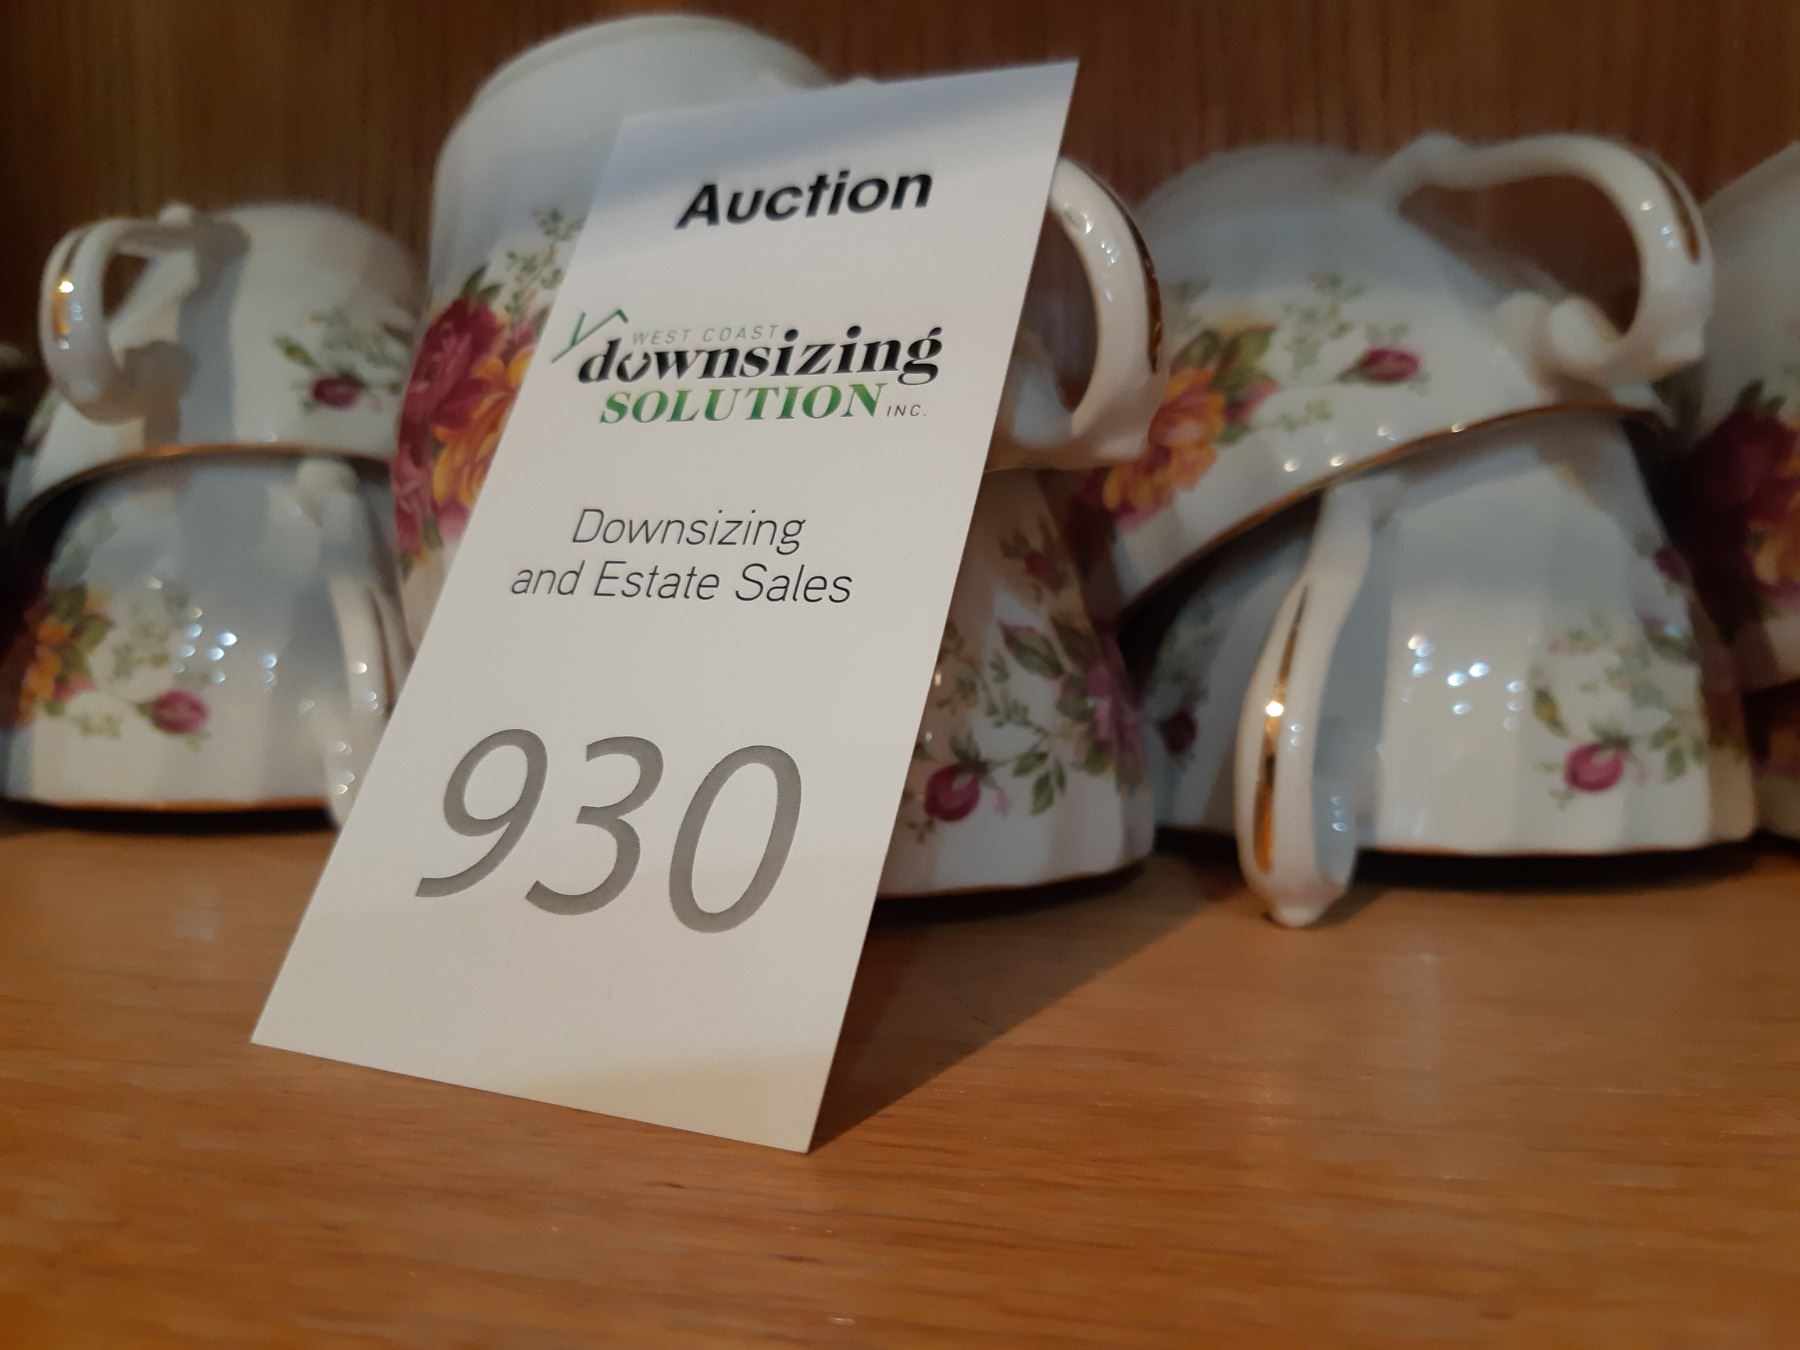 Auction
WEST COAST
downsizing
SOLUTION INC.
Downsizing
and Estate Sales
930